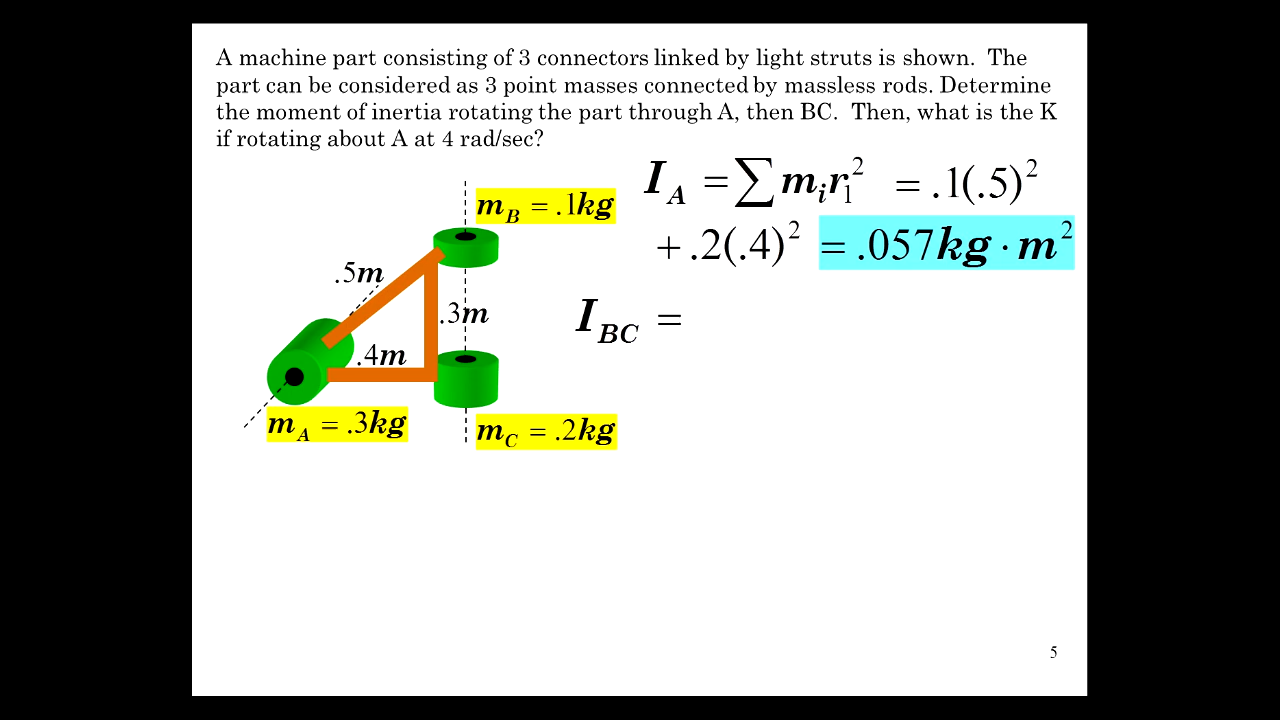 A machine part consisting of 3 connectors linked by light struts is shown. The
part can be considered as 3 point masses connected by massless rods. Determine
the moment of inertia rotating the part through A, then BC. Then, what is the K
if rotating about A at 4 rad/sec?
I_A = ∑ m_i r_1^2 = .1(.5)^2
+ .2(.4)^2 = .057kg · m^2
I_BC =
m_B = .1kg
.5m
.3m
.4m
m_A = .3kg
m_C = .2kg
5